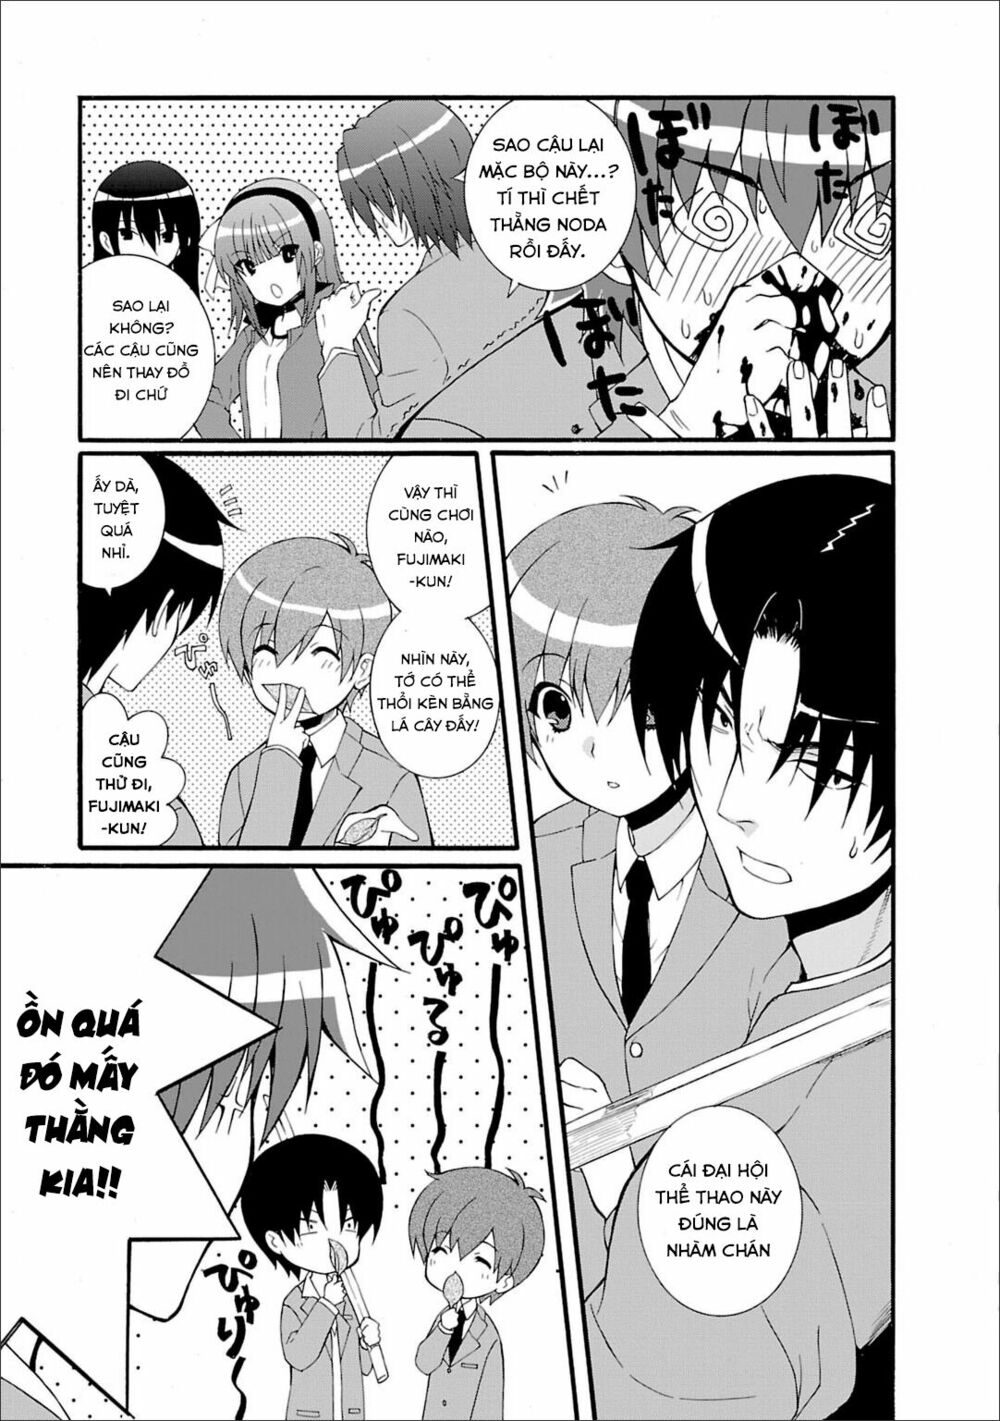 SAO CẬU LẠI
MẶC BỘ NÀY...?
TÍ THÌ CHẾT
THẰNG NODA
RỒI ĐẤY.
ぼた
ぼた
ぼた
SAO LẠI
KHÔNG?
CÁC CẬU CŨNG
NÊN THAY ĐỒ
ĐI CHỨ
CÁI ĐẠI HỘI
THỂ THAO NÀY
ĐÚNG LÀ
NHÀM CHÁN
VẬY THÌ
CÙNG CHƠI
NÀO,
FUJIMAKI
-KUN!
NHÌN NÀY,
TỚ CÓ THỂ
THỔI KÈN BẰNG
LÁ CÂY ĐẤY!
ẤY DÀ,
TUYỆT
QUÁ
NHỈ.
ぴゅ〜
CẬU
CŨNG
THỬ ĐI,
FUJIMAKI
-KUN!
ぴゅ〜
ぴゅる〜
ぴゅ〜
ぴゅり〜
ỒN QUÁ
ĐÓ MẤY
THẰNG
KIA!!